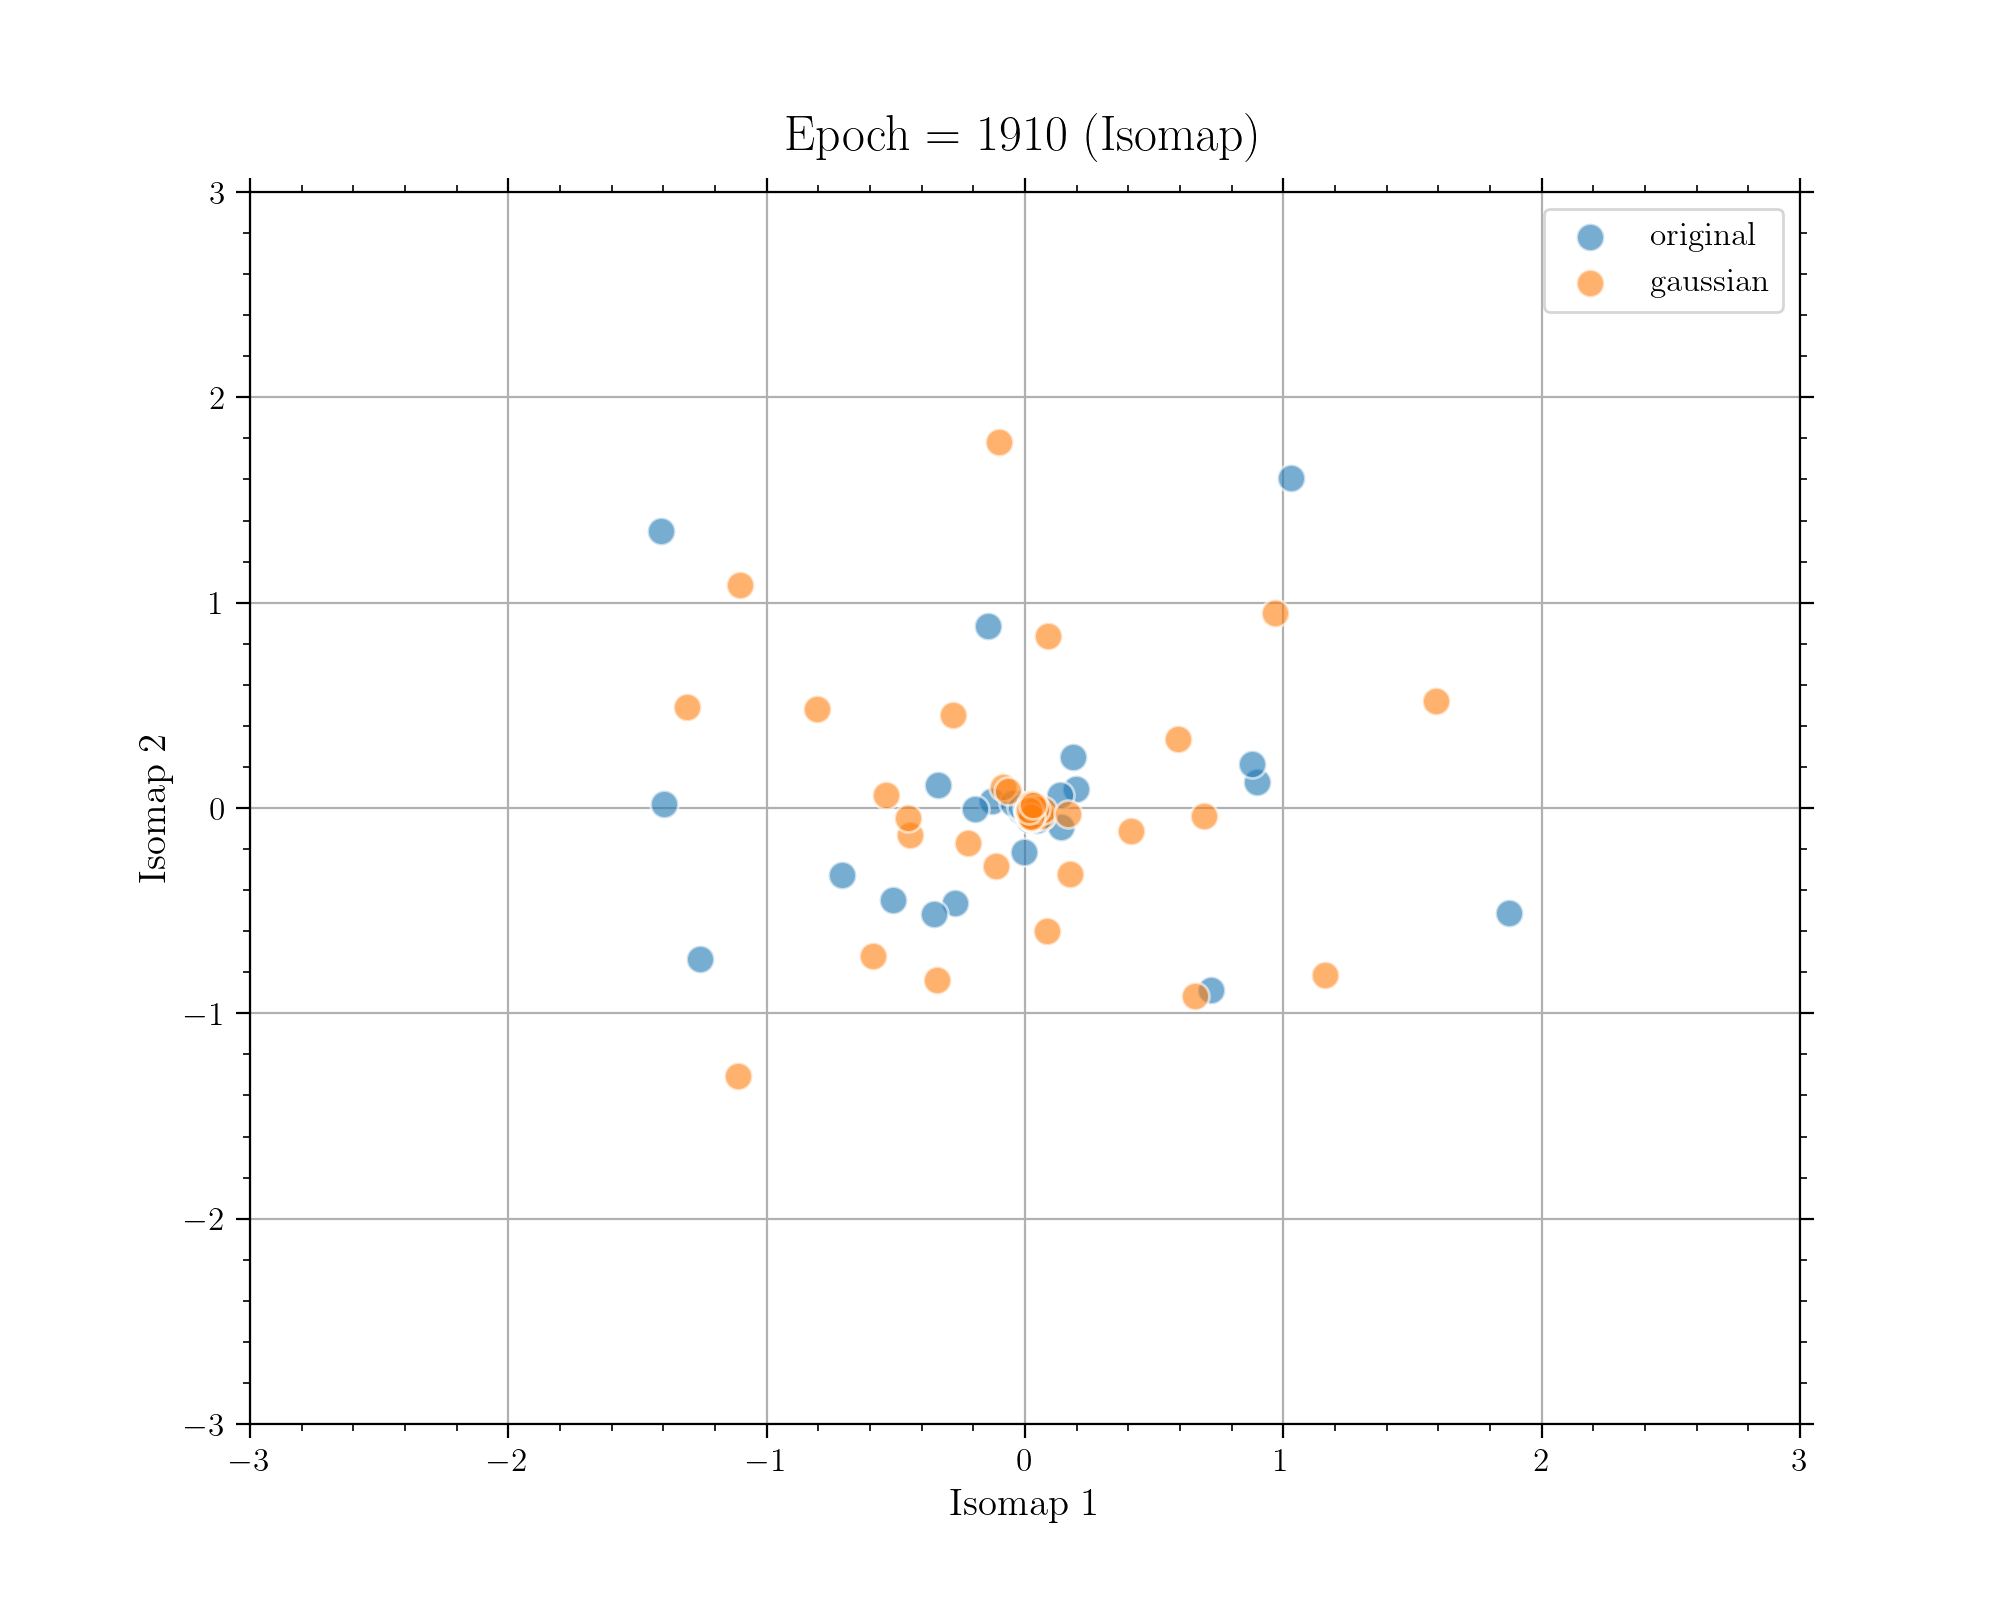 Epoch = 1910 (Isomap)
original
gaussian
3
2
1
0
−1
−2
−3
Isomap 2
−3
−2
−1
0
1
2
3
Isomap 1